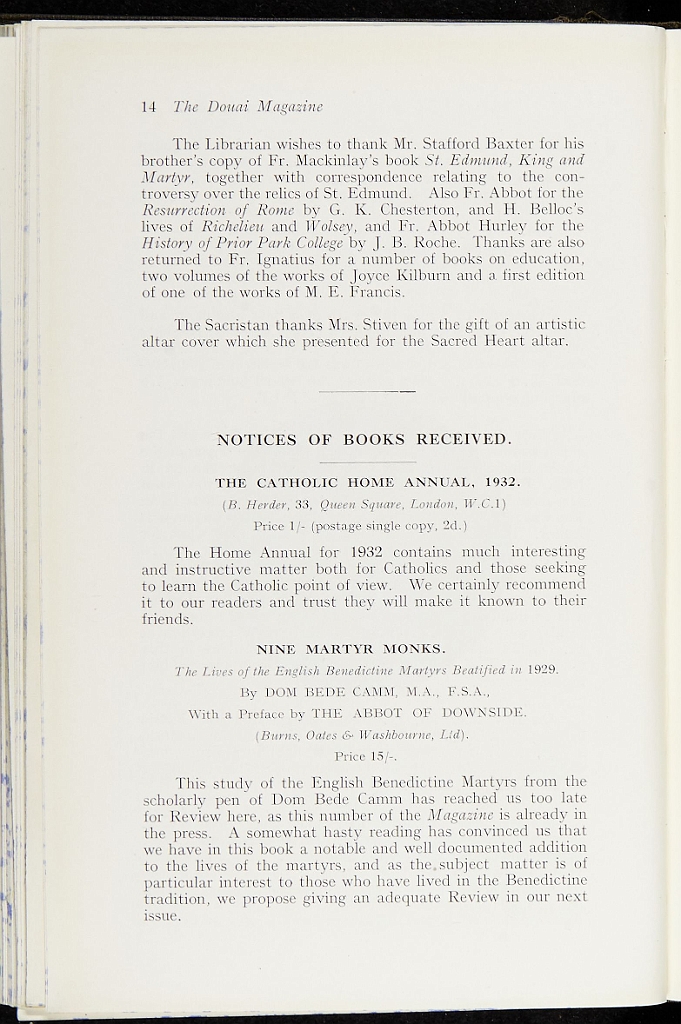 14 The Douai Magazine
The Librarian wishes to thank Mr. Stafford Baxter for his
brother's copy of Fr. Mackinlay's book St. Edmund, King and
Martyr, together with correspondence relating to the con-
troversy over the relics of St. Edmund. Also Fr. Abbot for the
Resurrection of Rome by G. K. Chesterton, and H. Belloc's
lives of Richelieu and Wolsey, and Fr. Abbot Hurley for the
History of Prior Park College by J. B. Roche. Thanks are also
returned to Fr. Ignatius for a number of books on education,
two volumes of the works of Joyce Kilburn and a first edition
of one of the works of M. E. Francis.
The Sacristan thanks Mrs. Stiven for the gift of an artistic
altar cover which she presented for the Sacred Heart altar.
NOTICES OF BOOKS RECEIVED.
THE CATHOLIC HOME ANNUAL, 1932.
(B. Herder, 33, Queen Square, London, W.C.1)
Price 1/- (postage single copy, 2d.)
The Home Annual for 1932 contains much interesting
and instructive matter both for Catholics and those seeking
to learn the Catholic point of view. We certainly recommend
it to our readers and trust they will make it known to their
friends.
NINE MARTYR MONKS.
The Lives of the English Benedictine Martyrs Beatified in 1929.
By DOM BEDE CAMM, M.A., F.S.A.,
With a Preface by THE ABBOT OF DOWNSIDE.
(Burns, Oates & Washbourne, Ltd).
Price 15/-.
This study of the English Benedictine Martyrs from the
scholarly pen of Dom Bede Camm has reached us too late
for Review here, as this number of the Magazine is already in
the press. A somewhat hasty reading has convinced us that
we have in this book a notable and well documented addition
to the lives of the martyrs, and as the subject matter is of
particular interest to those who have lived in the Benedictine
tradition, we propose giving an adequate Review in our next
issue.